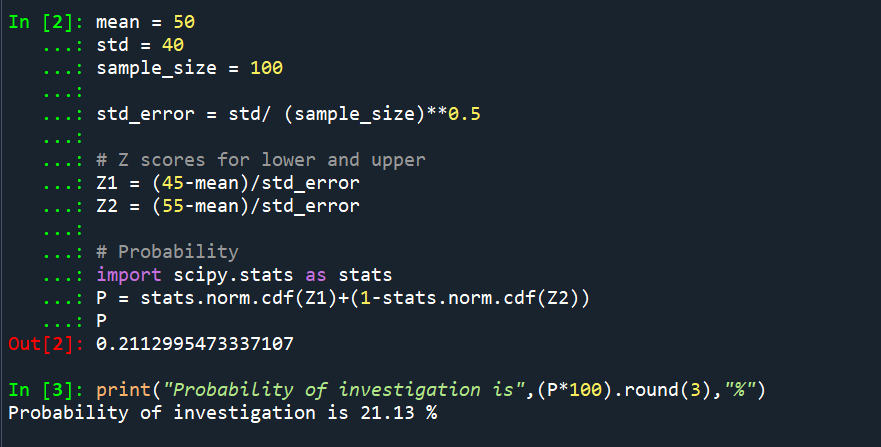 In [2]: mean = 50
   ...: std = 40
   ...: sample_size = 100
   ...:
   ...: std_error = std/ (sample_size)**0.5
   ...:
   ...: # Z scores for lower and upper
   ...: Z1 = (45-mean)/std_error
   ...: Z2 = (55-mean)/std_error
   ...:
   ...: # Probability
   ...: import scipy.stats as stats
   ...: P = stats.norm.cdf(Z1)+(1-stats.norm.cdf(Z2))
   ...: P
Out[2]: 0.2112995473337107
In [3]: print("Probability of investigation is",(P*100).round(3),"%")
Probability of investigation is 21.13 %